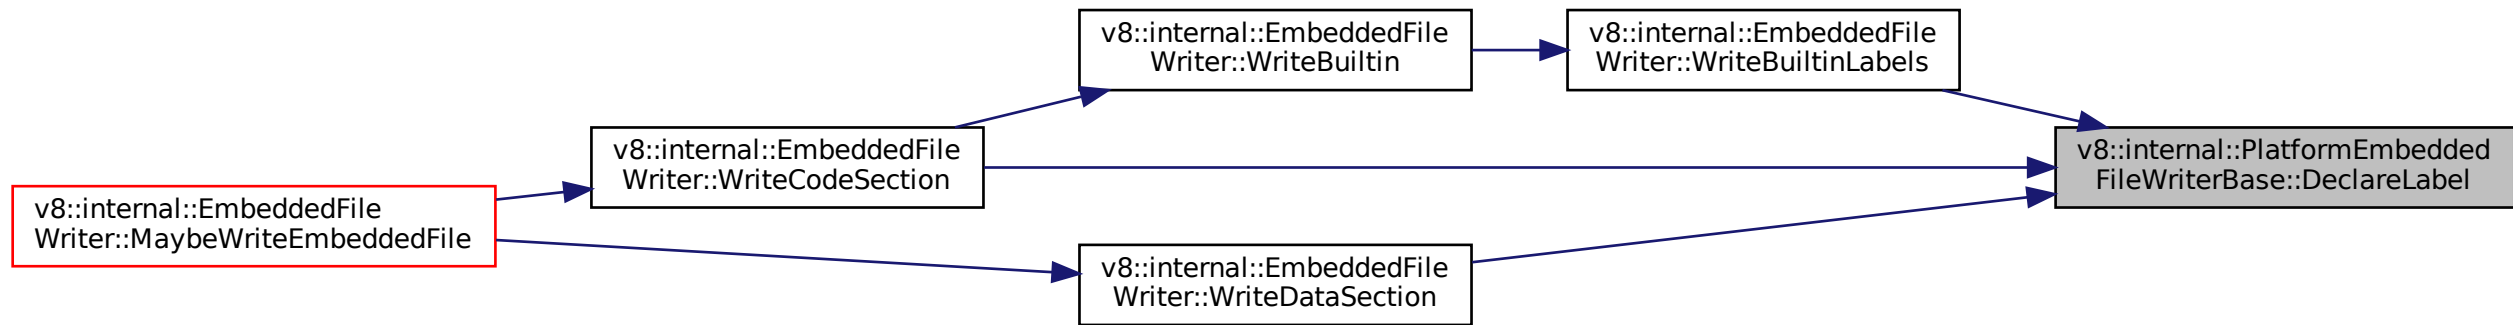 v8::internal::EmbeddedFile
Writer::WriteBuiltin
v8::internal::EmbeddedFile
Writer::WriteBuiltinLabels
v8::internal::EmbeddedFile
Writer::WriteCodeSection
v8::internal::PlatformEmbedded
FileWriterBase::DeclareLabel
v8::internal::EmbeddedFile
Writer::MaybeWriteEmbeddedFile
v8::internal::EmbeddedFile
Writer::WriteDataSection